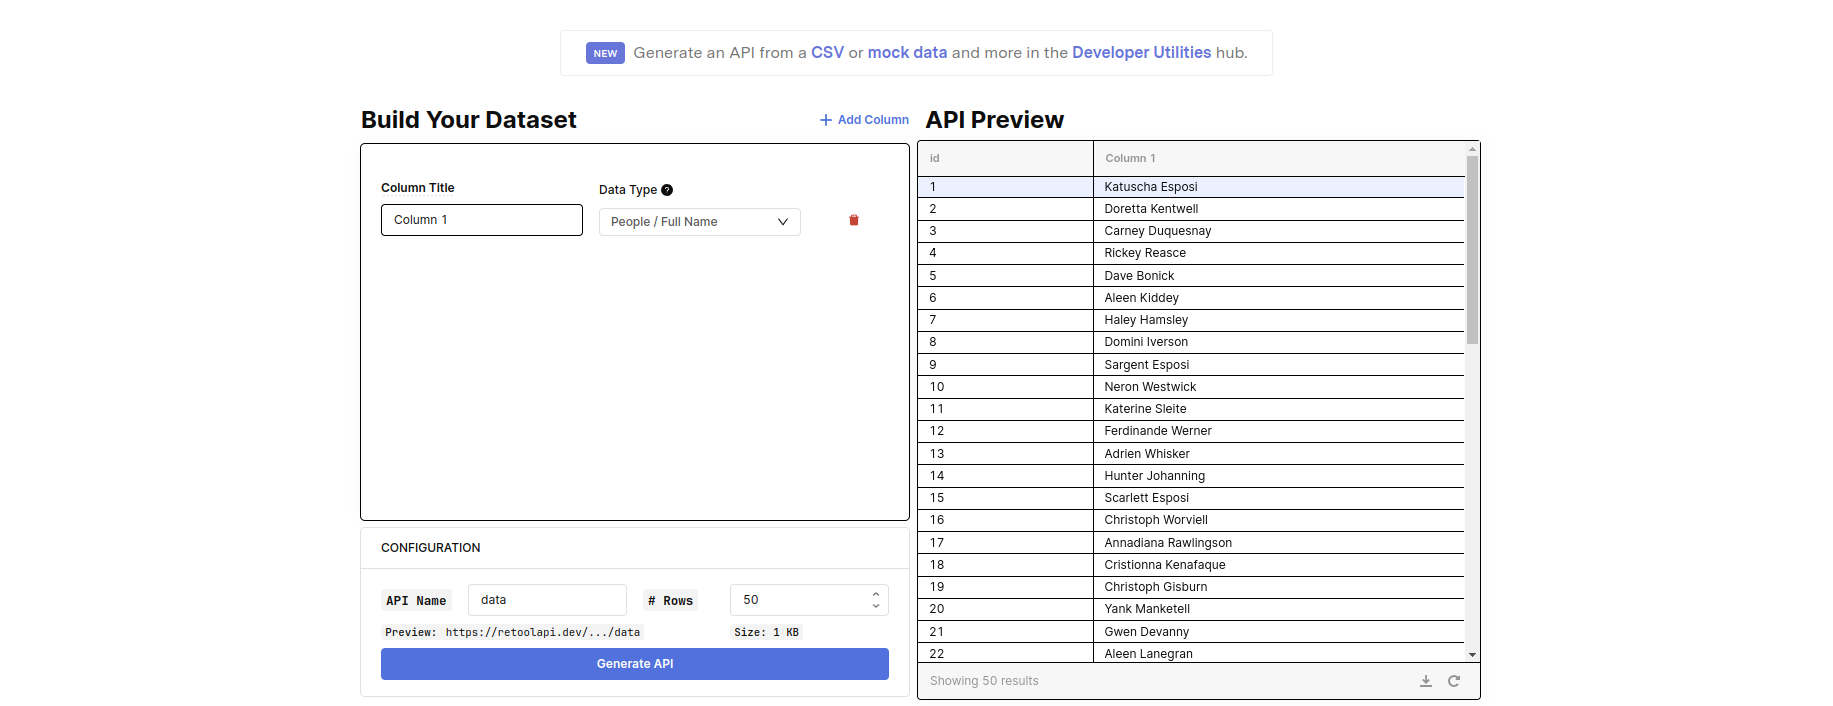 NEW Generate an API from a CSV or mock data and more in the Developer Utilities hub.
Build Your Dataset
Add Column
Column Title
Data Type ?
Column 1
People / Full Name
CONFIGURATION
API Name
data
# Rows
50
Preview: https://retoolapi.dev/.../data
Size: 1 KB
Generate API
API Preview
id Column 1
1 Katuscha Esposi
2 Doretta Kentwell
3 Carney Duquesnay
4 Rickey Reasce
5 Dave Bonick
6 Aleen Kiddey
7 Haley Hamsley
8 Domini Iverson
9 Sargent Esposi
10 Neron Westwick
11 Katerine Sleite
12 Ferdinande Werner
13 Adrien Whisker
14 Hunter Johanning
15 Scarlett Esposi
16 Christoph Worviell
17 Annadiana Rawlingson
18 Cristionna Kenafaque
19 Christoph Gisburn
20 Yank Manketell
21 Gwen Devanny
22 Aleen Lanegran
Showing 50 results